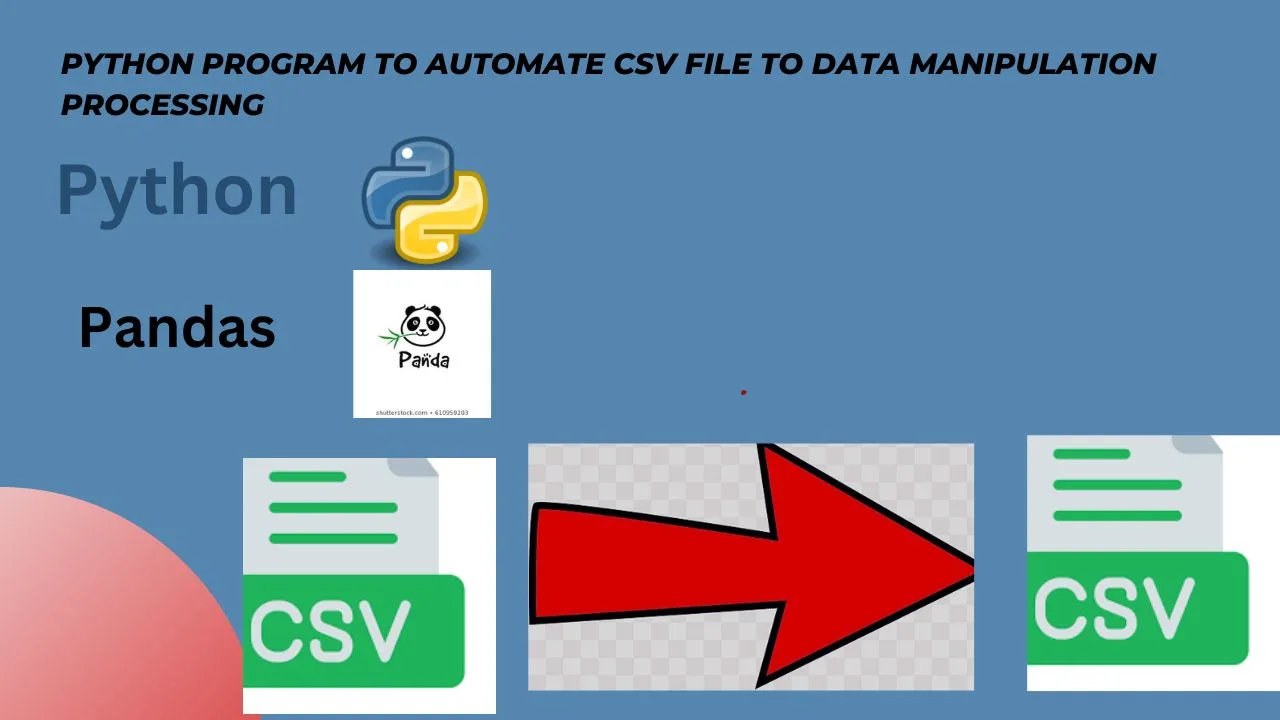 PYTHON PROGRAM TO AUTOMATE CSV FILE TO DATA MANIPULATION
PROCESSING
Python
Pandas
Panda
shutterstock.com • 610959203
CSV
CSV